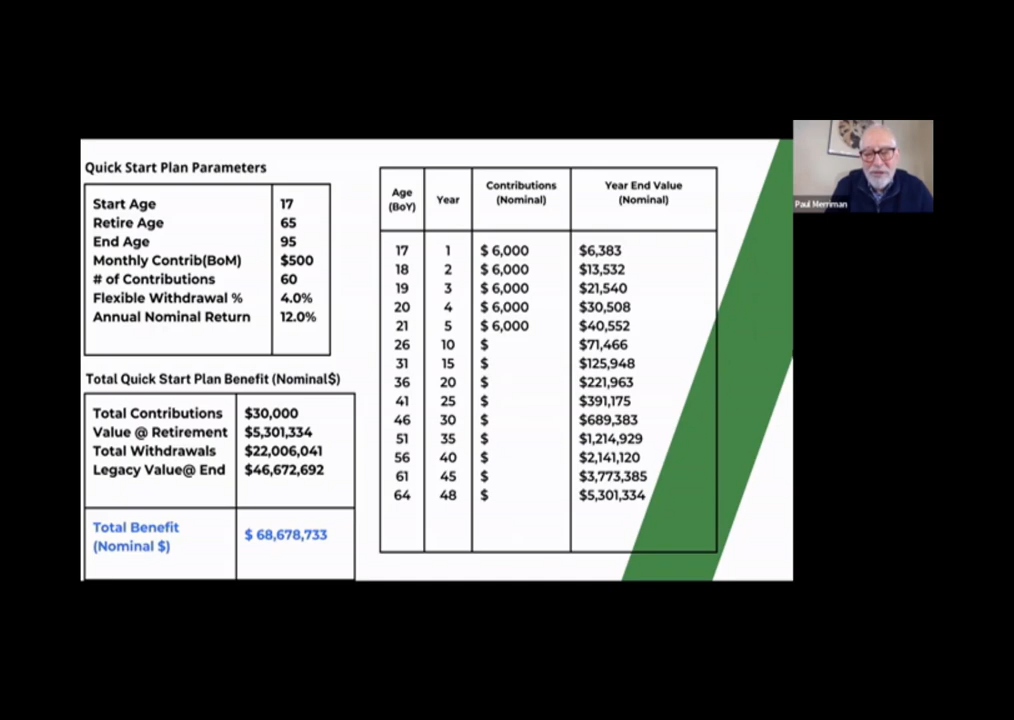 Quick Start Plan Parameters
Start Age 17
Retire Age 65
End Age 95
Monthly Contrib(BoM) $500
# of Contributions 60
Flexible Withdrawal % 4.0%
Annual Nominal Return 12.0%
Total Quick Start Plan Benefit (Nominal$)
Total Contributions $30,000
Value @ Retirement $5,301,334
Total Withdrawals $22,006,041
Legacy Value@ End $46,672,692
Total Benefit
(Nominal $) $ 68,678,733
Age
(BoY) Year Contributions
(Nominal) Year End Value
(Nominal)
17 1 $ 6,000 $6,383
18 2 $ 6,000 $13,532
19 3 $ 6,000 $21,540
20 4 $ 6,000 $30,508
21 5 $ 6,000 $40,552
26 10 $ $71,466
31 15 $ $125,948
36 20 $ $221,963
41 25 $ $391,175
46 30 $ $689,383
51 35 $ $1,214,929
56 40 $ $2,141,120
61 45 $ $3,773,385
64 48 $ $5,301,334
Paul Merriman